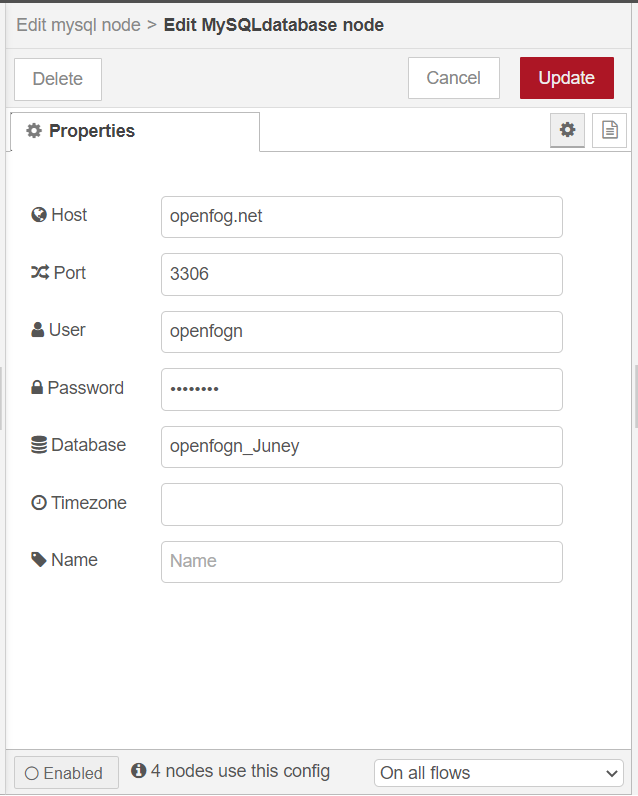 Edit mysql node > Edit MySQLdatabase node
Delete Cancel Update
Properties
Host openfog.net
Port 3306
User openfogn
Password ••••••••
Database openfogn_Juney
Timezone
Name Name
Enabled 4 nodes use this config On all flows